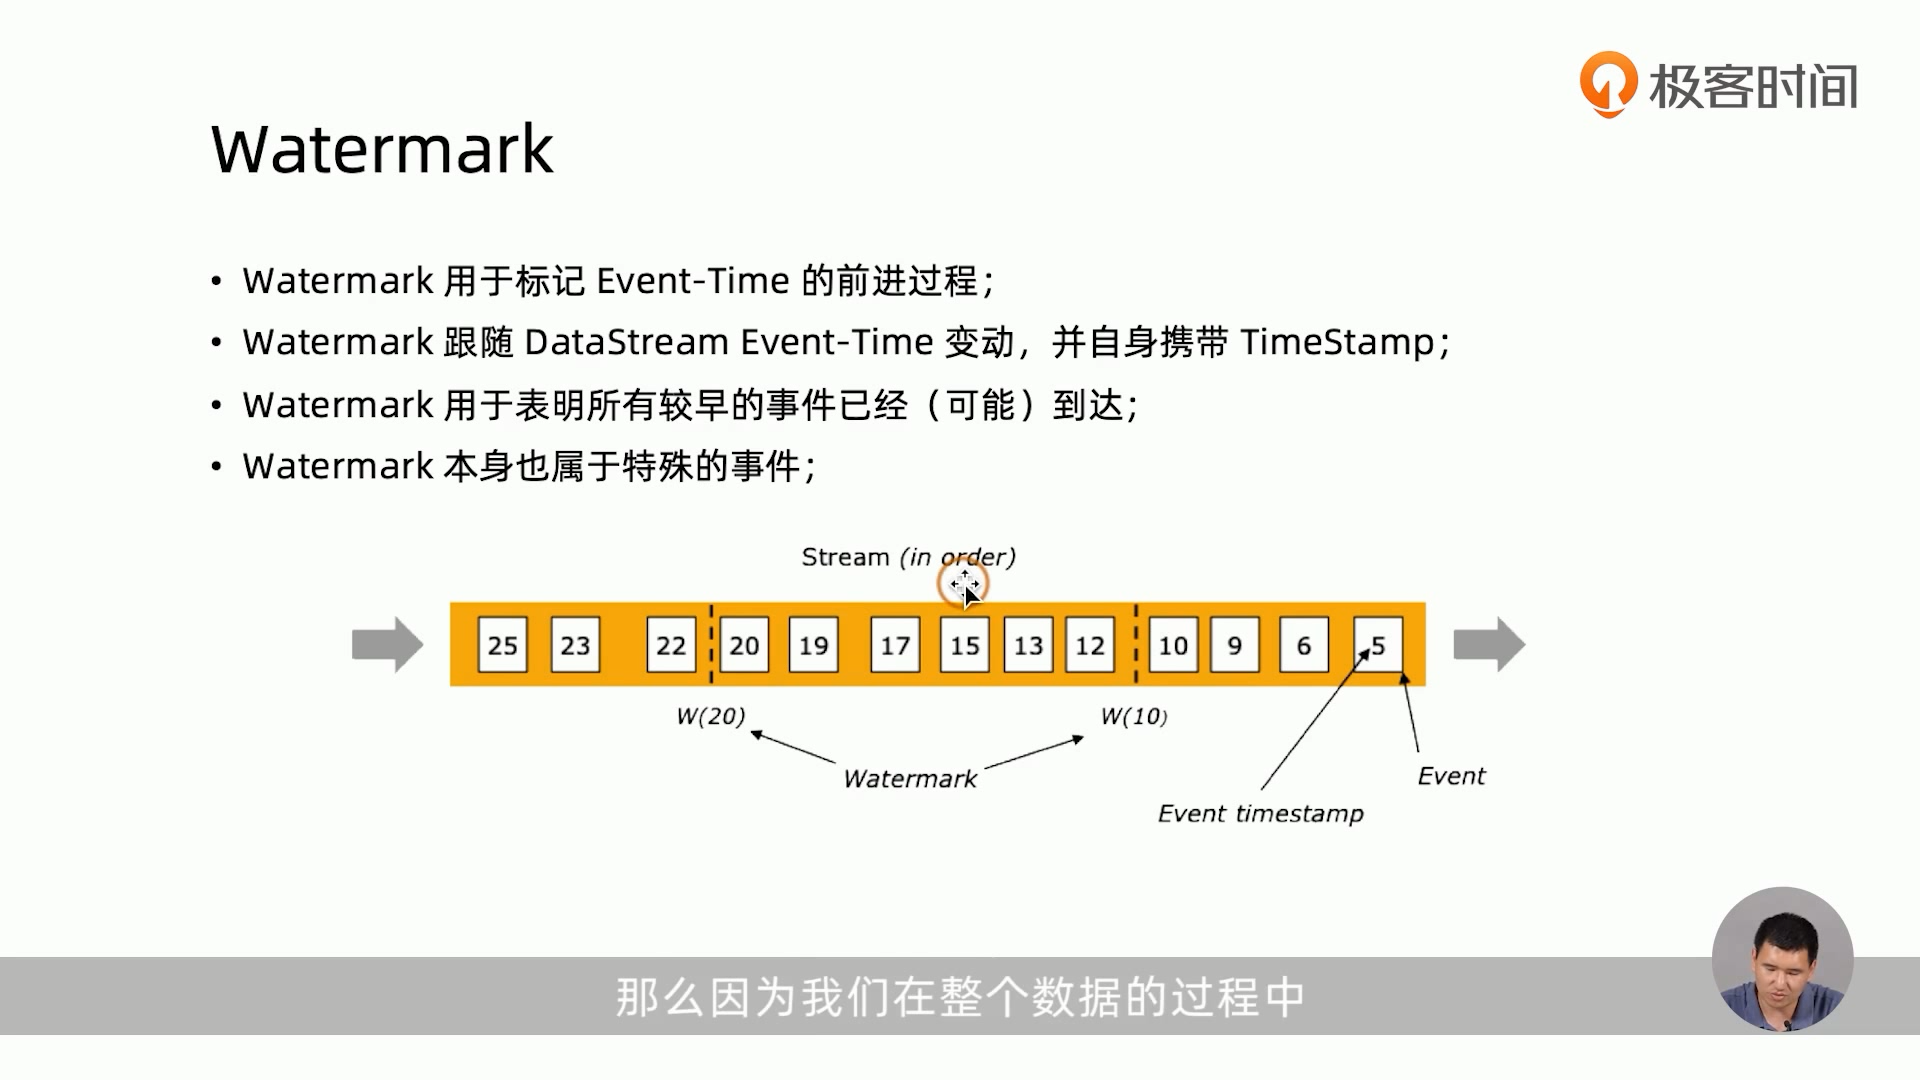 极客时间
Watermark
• Watermark 用于标记 Event-Time 的前进过程；
• Watermark 跟随 DataStream Event-Time 变动，并自身携带 TimeStamp；
• Watermark 用于表明所有较早的事件已经（可能）到达；
• Watermark 本身也属于特殊的事件；
Stream (in order)
25 23 22 20 19 17 15 13 12 10 9 6 5
W(20) W(10)
Watermark Event
Event timestamp
那么因为我们在整个数据的过程中